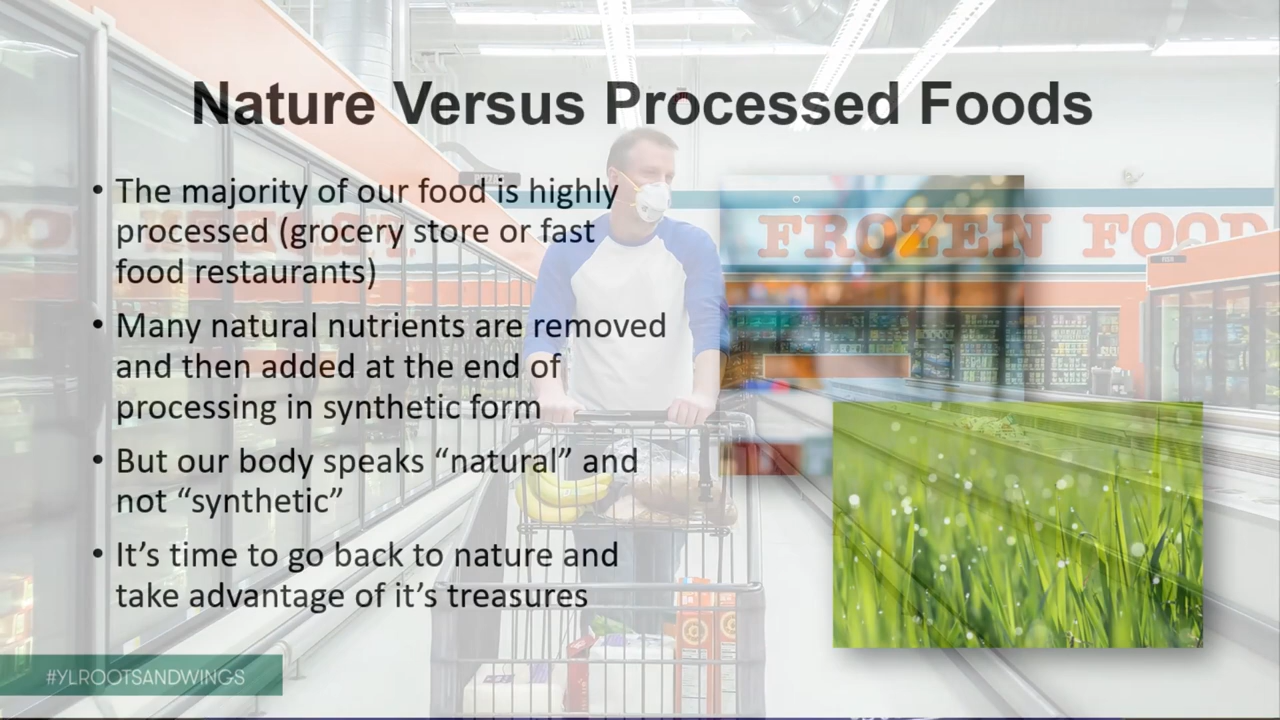 Nature Versus Processed Foods
• The majority of our food is highly
processed (grocery store or fast
food restaurants)
• Many natural nutrients are removed
and then added at the end of
processing in synthetic form
• But our body speaks “natural” and
not “synthetic”
• It’s time to go back to nature and
take advantage of it’s treasures
FROZEN FOOD
#YLROOTSANDWINGS